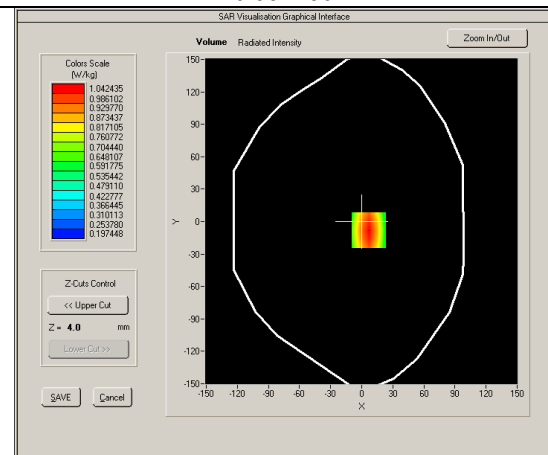 SAR Visualisation Graphical Interface
Volume Radiated Intensity
Zoom In/Out
Colors Scale
(W/kg)
1.042435
0.986102
0.929770
0.873437
0.817105
0.760772
0.704440
0.648107
0.591775
0.535442
0.479110
0.422777
0.366445
0.310113
0.253780
0.197448
Z-Cuts Control
<< Upper Cut
Z = 4.0 mm
Lower Cut >>
SAVE Cancel
Y
150
120
90
60
30
0
-30
-60
-90
-120
-150
-150 -120 -90 -60 -30 0 30 60 90 120 150
X